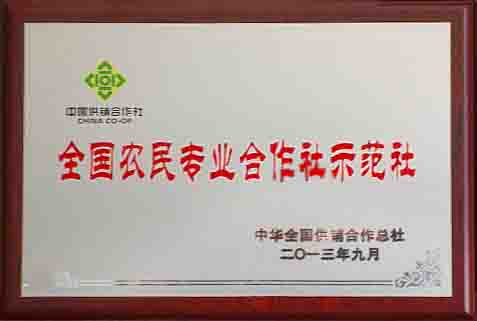 中国供销合作社
CHINA CO-OP
全国农民专业合作社示范社
中华全国供销合作总社
二〇一三年九月